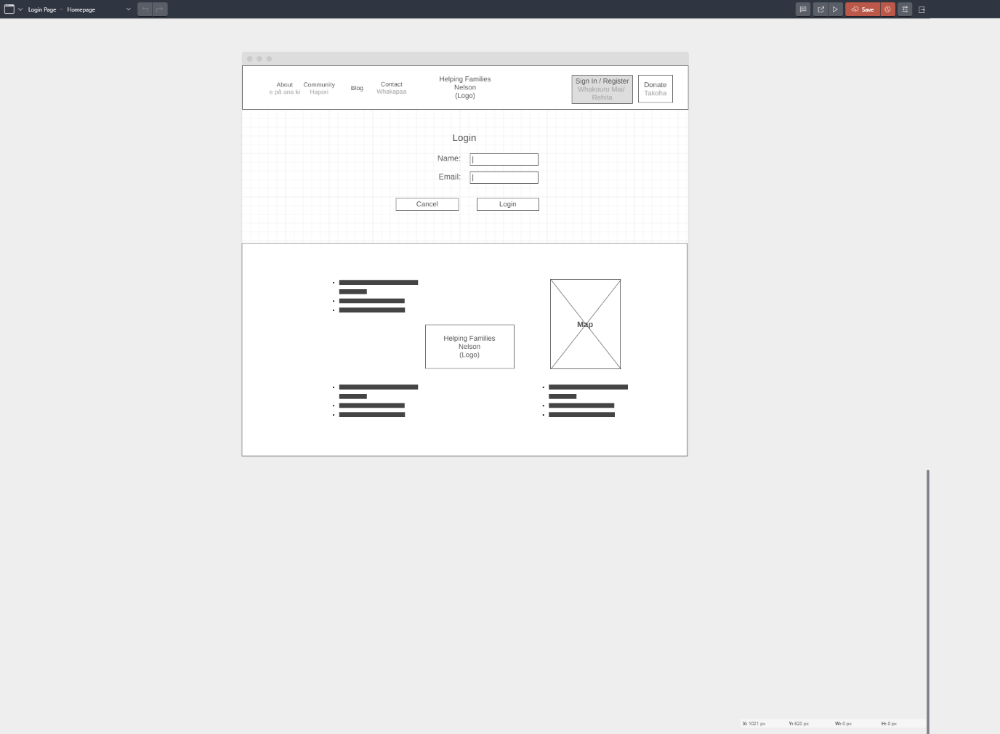 Login Page – Homepage
Save
About
e pā ana ki
Community
Hapori
Blog
Contact
Whakapaa
Helping Families
Nelson
(Logo)
Sign In / Register
Whakouru Mai/
Rehita
Donate
Takoha
Login
Name:
Email:
Cancel
Login
Map
Helping Families
Nelson
(Logo)
X: 1021 px Y: 620 px W: 0 px H: 0 px